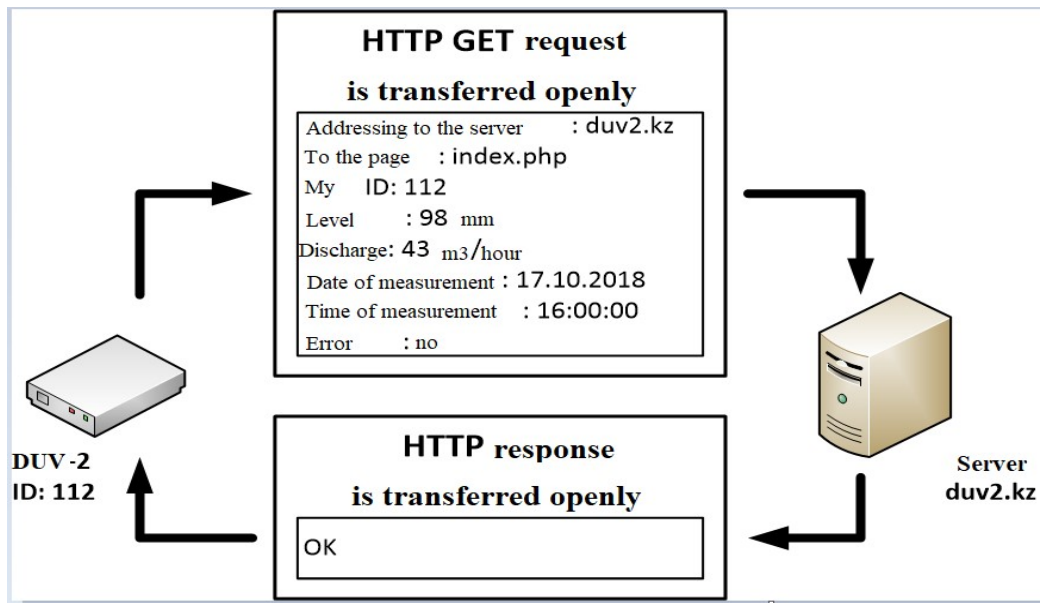 HTTP GET request
is transferred openly
Addressing to the server : duv2.kz
To the page : index.php
My ID: 112
Level : 98 mm
Discharge: 43 m3/hour
Date of measurement : 17.10.2018
Time of measurement : 16:00:00
Error : no
DUV-2
ID: 112
Server
duv2.kz
HTTP response
is transferred openly
OK